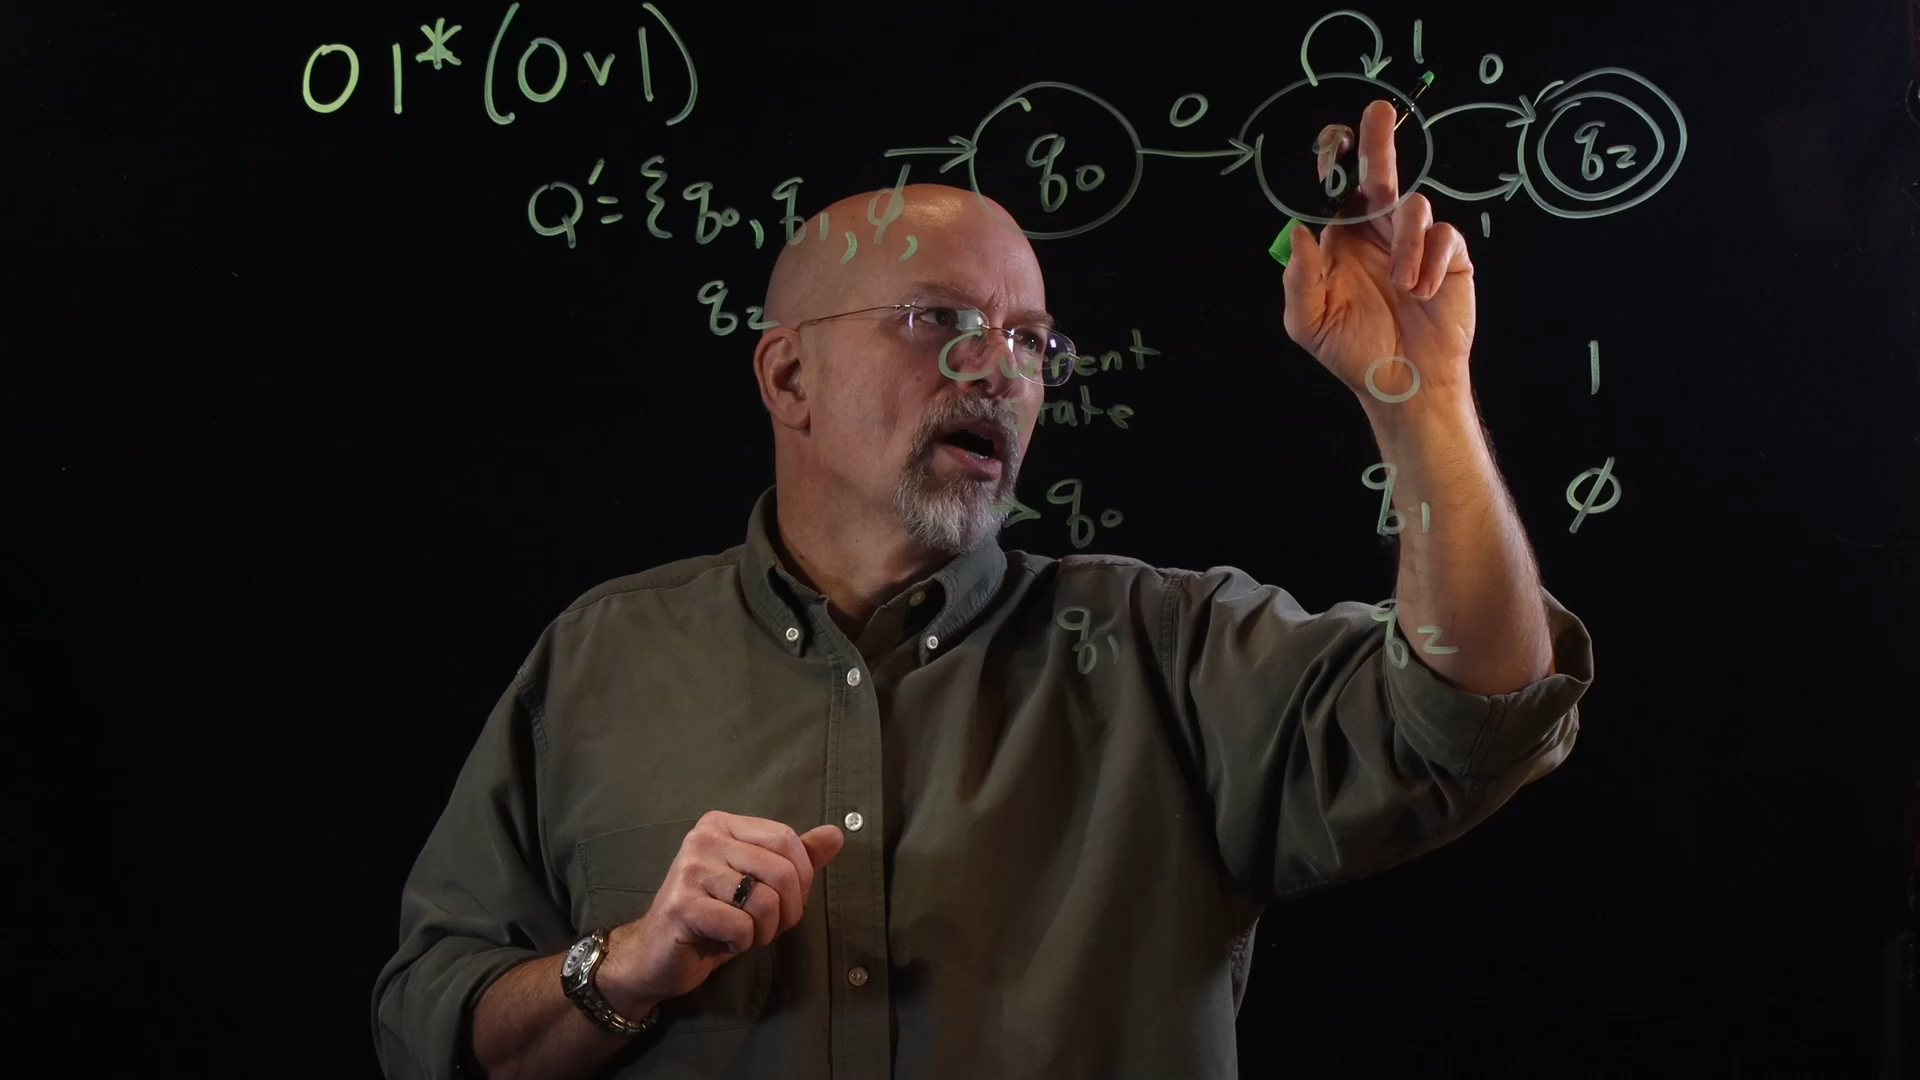 01*(0v1)
Q′={q0,q1,∅,
q2
q0 0 q1 1 0 1 q2
Current
state
0 1
→q0 q1 ∅
q1 q2